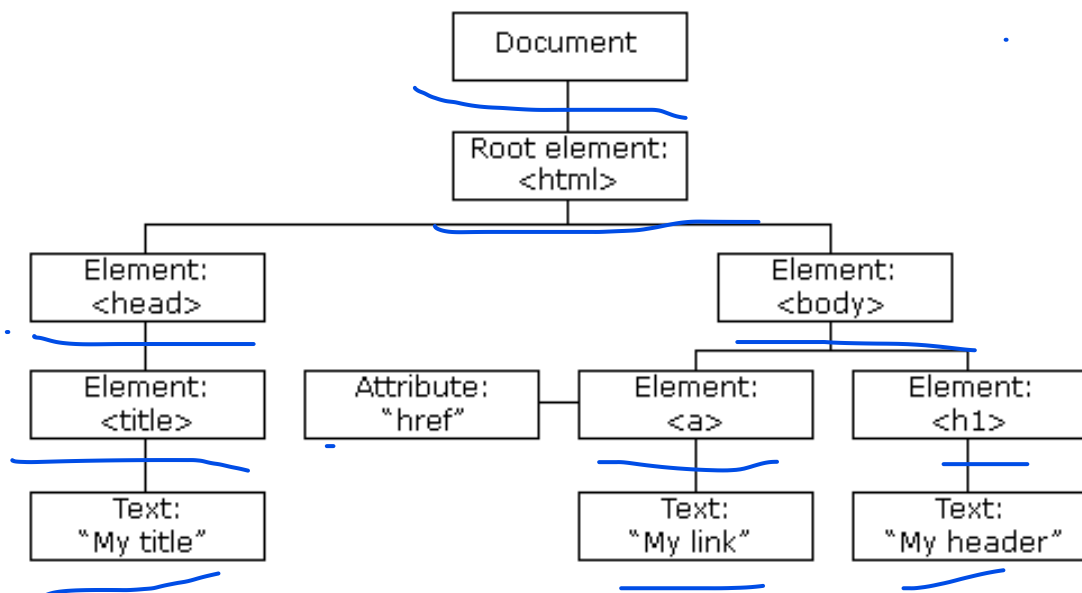 Document
Root element:
<html>
Element:
<head>
Element:
<body>
Element:
<title>
Attribute:
“href”
Element:
<a>
Element:
<h1>
Text:
“My title”
Text:
“My link”
Text:
“My header”